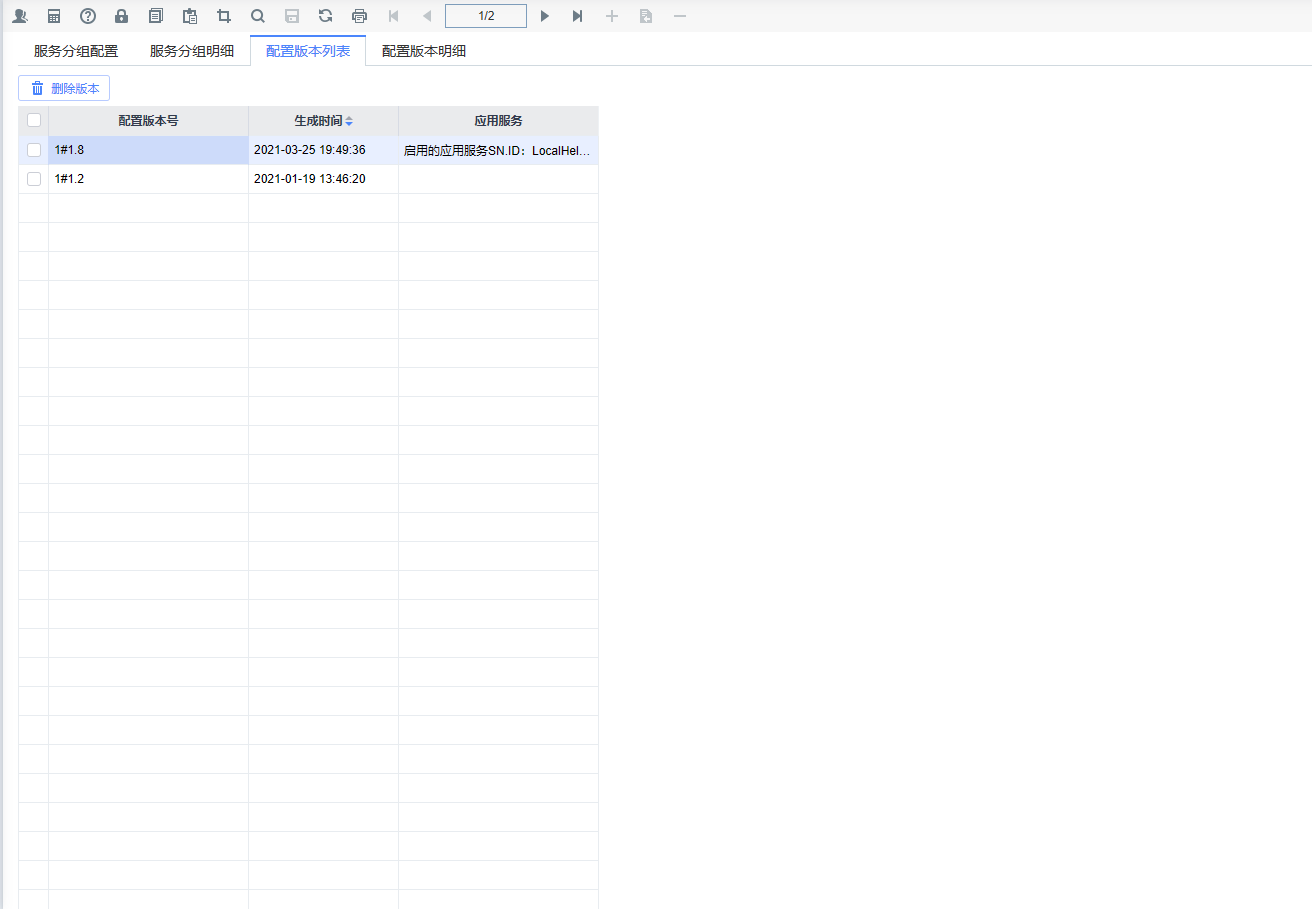 1/2
服务分组配置 服务分组明细 配置版本列表 配置版本明细
删除版本
配置版本号 生成时间 应用服务
1#1.8 2021-03-25 19:49:36 启用的应用服务SN.ID：LocalHel...
1#1.2 2021-01-19 13:46:20